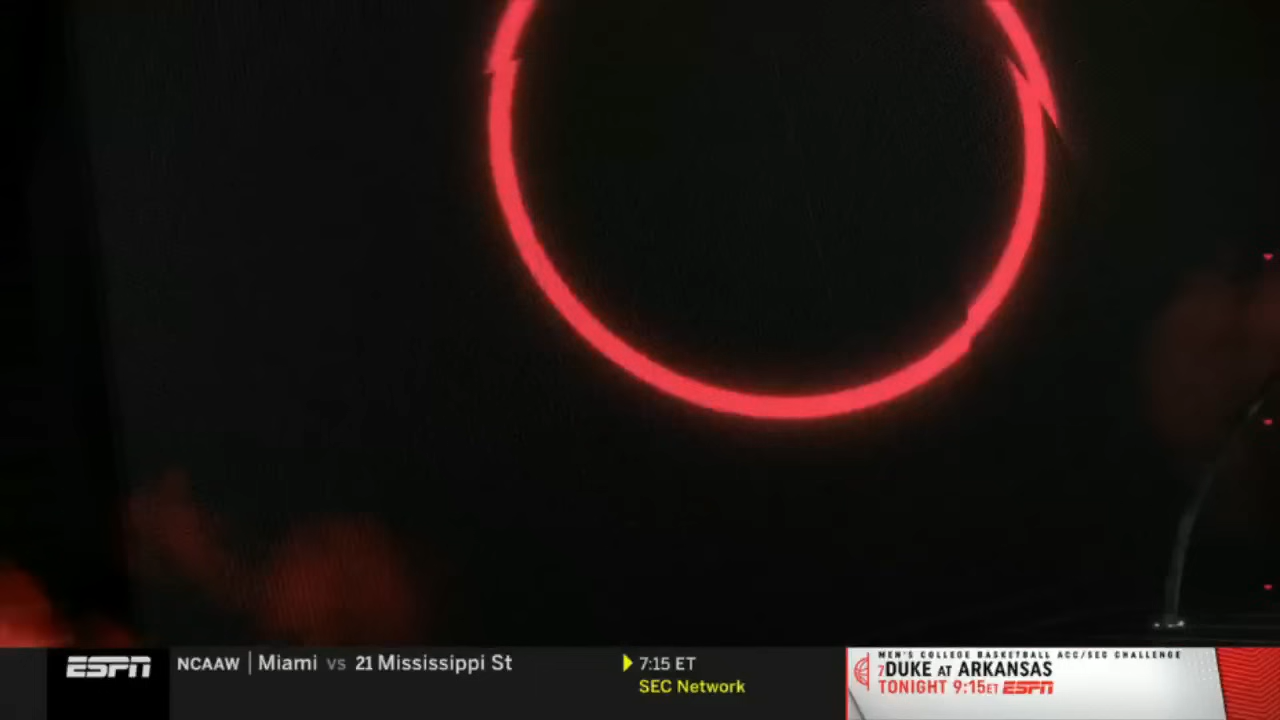 ESPN
NCAAW | Miami vs 21 Mississippi St
7:15 ET
SEC Network
MEN'S COLLEGE BASKETBALL ACC/SEC CHALLENGE
7DUKE AT ARKANSAS
TONIGHT 9:15ET ESPN